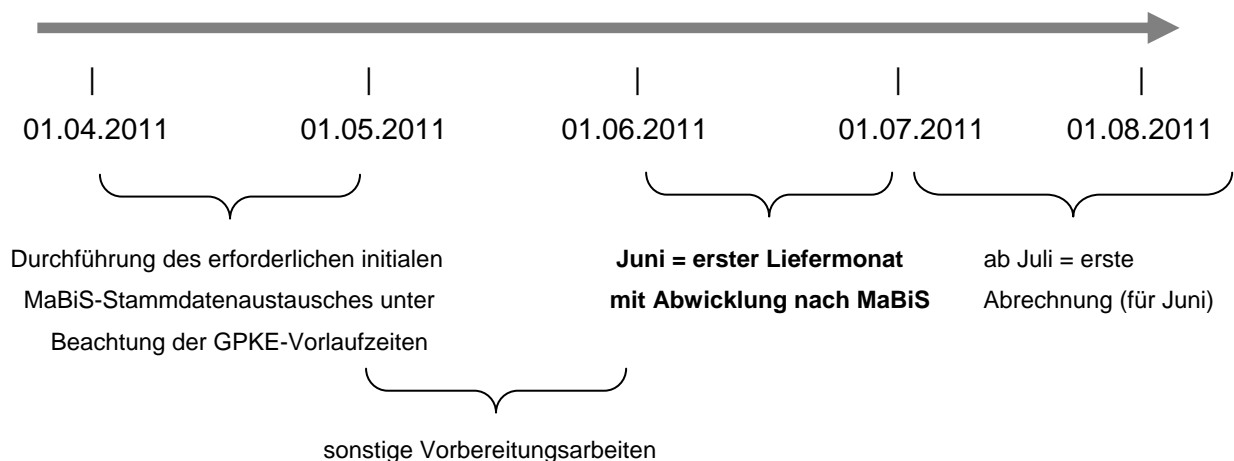 01.04.2011 01.05.2011 01.06.2011 01.07.2011 01.08.2011
Durchführung des erforderlichen initialen
MaBiS-Stammdatenaustausches unter
Beachtung der GPKE-Vorlaufzeiten
Juni = erster Liefermonat
mit Abwicklung nach MaBiS
ab Juli = erste
Abrechnung (für Juni)
sonstige Vorbereitungsarbeiten